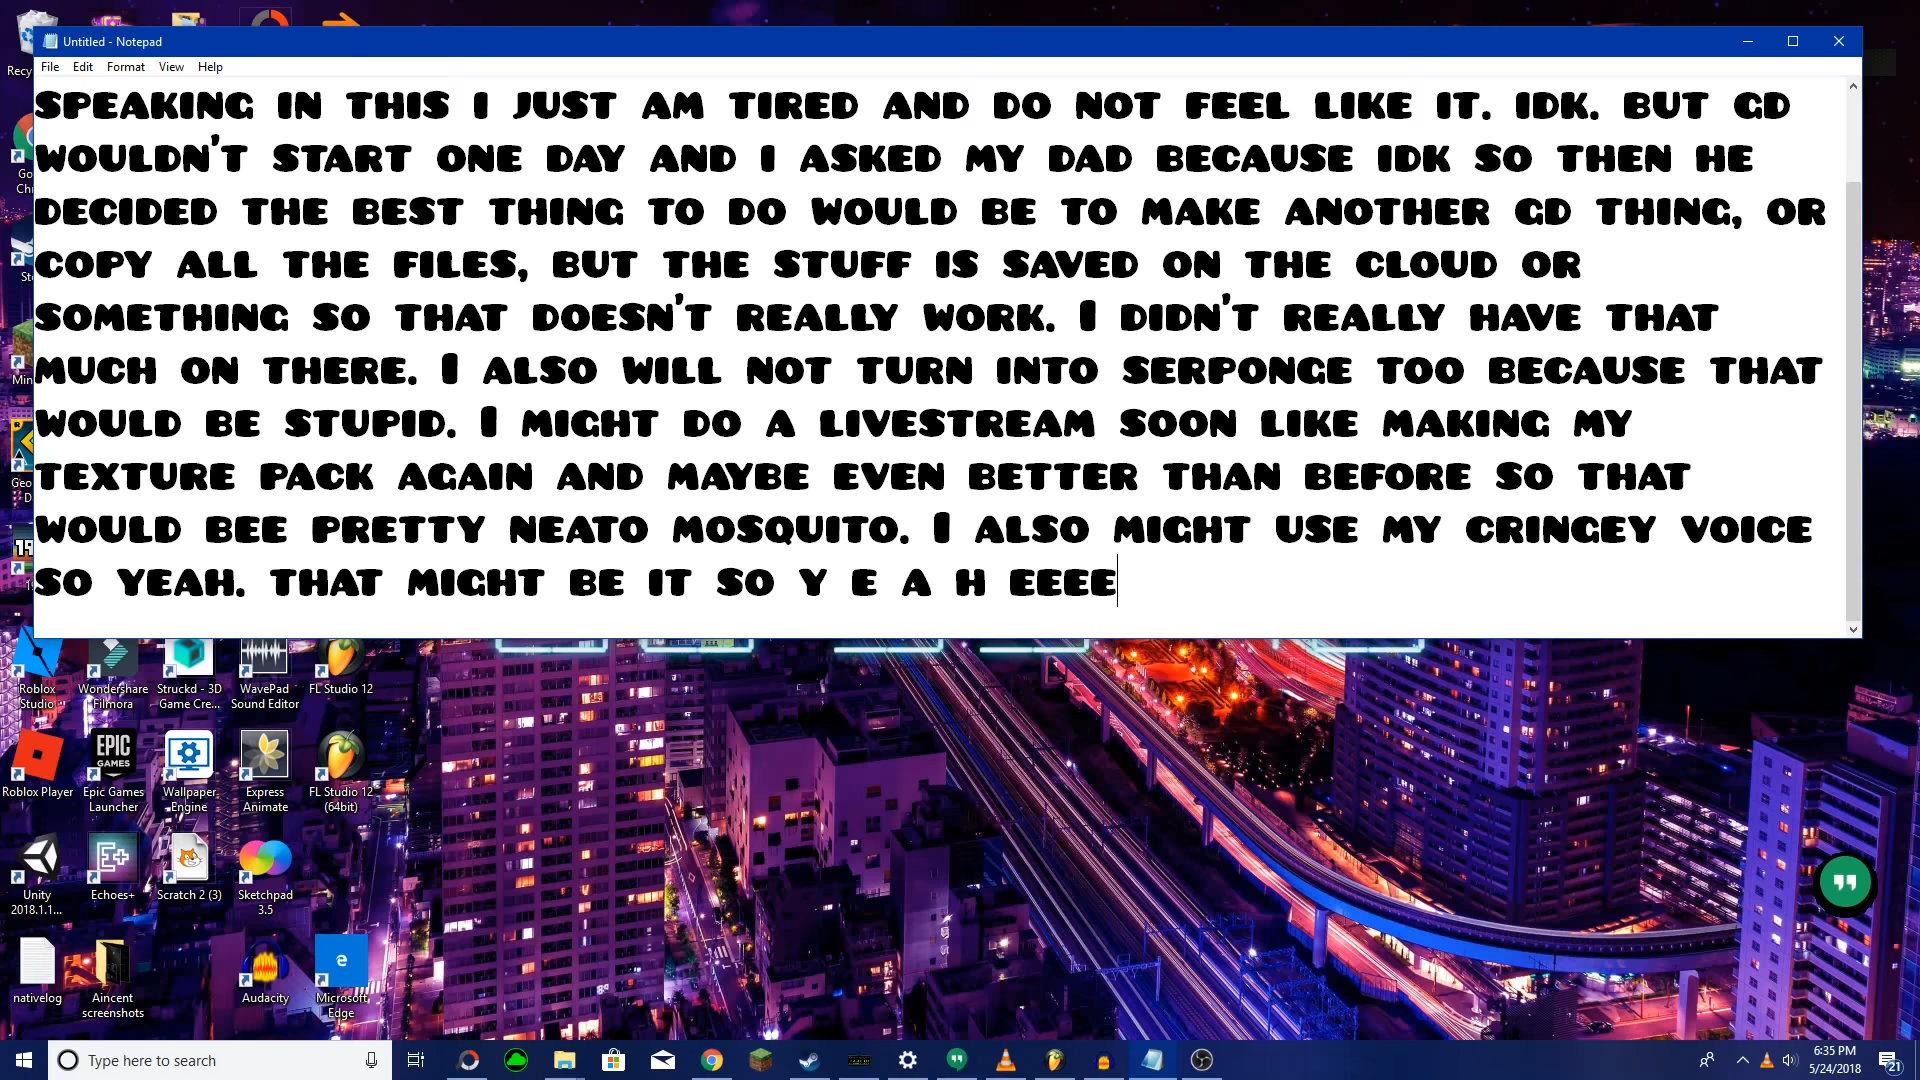 Untitled - Notepad
File Edit Format View Help
SPEAKING IN THIS I JUST AM TIRED AND DO NOT FEEL LIKE IT. IDK. BUT GD
WOULDN'T START ONE DAY AND I ASKED MY DAD BECAUSE IDK SO THEN HE
DECIDED THE BEST THING TO DO WOULD BE TO MAKE ANOTHER GD THING, OR
COPY ALL THE FILES, BUT THE STUFF IS SAVED ON THE CLOUD OR
SOMETHING SO THAT DOESN'T REALLY WORK. I DIDN'T REALLY HAVE THAT
MUCH ON THERE. I ALSO WILL NOT TURN INTO SERPONGE TOO BECAUSE THAT
WOULD BE STUPID. I MIGHT DO A LIVESTREAM SOON LIKE MAKING MY
TEXTURE PACK AGAIN AND MAYBE EVEN BETTER THAN BEFORE SO THAT
WOULD BEE PRETTY NEATO MOSQUITO. I ALSO MIGHT USE MY CRINGEY VOICE
SO YEAH. THAT MIGHT BE IT SO Y E A H EEEE
Roblox Studio
Wondershare Filmora
Struckd - 3D Game Cre...
WavePad Sound Editor
FL Studio 12
Roblox Player
EPIC GAMES
Epic Games Launcher
Wallpaper Engine
Express Animate
FL Studio 12 (64bit)
Unity 2018.1.1...
Echoes+
Scratch 2 (3)
Sketchpad 3.5
nativelog
Aincent screenshots
Audacity
Microsoft Edge
Type here to search
6:35 PM
5/24/2018
21